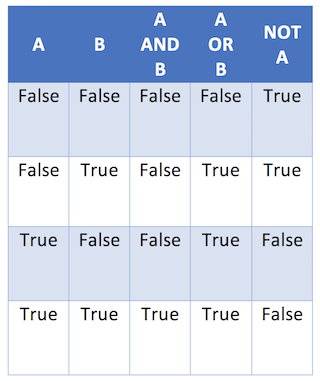 A B A AND B A OR B NOT A
False False False False True
False True False True True
True False False True False
True True True True False